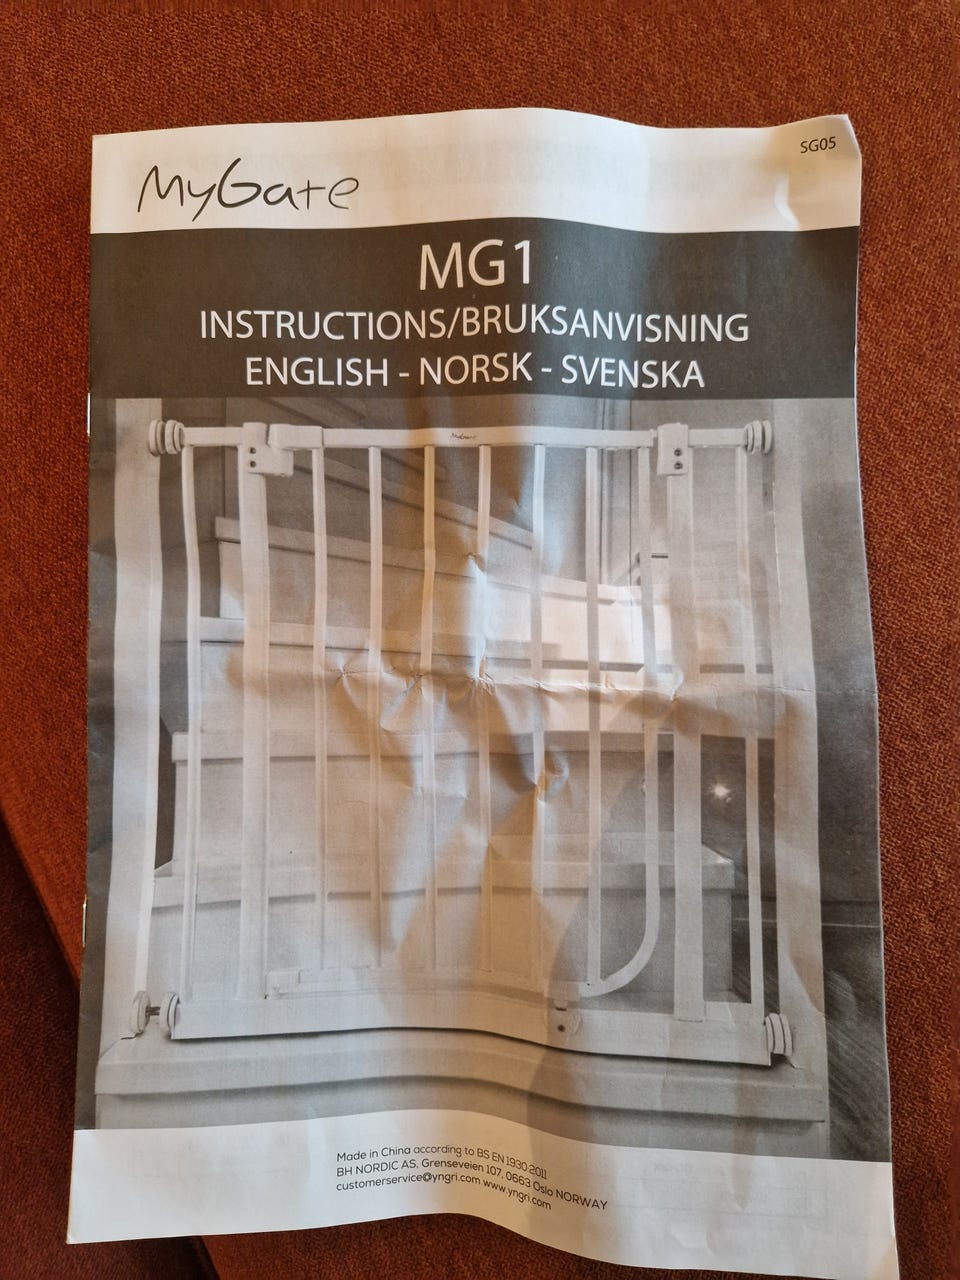 MyGate
SG05
MG1
INSTRUCTIONS/BRUKSANVISNING
ENGLISH - NORSK - SVENSKA
MyGate
Made in China according to BS EN 1930:2011
BH NORDIC AS, Grenseveien 107, 0663 Oslo NORWAY
customerservice@yngri.com www.yngri.com